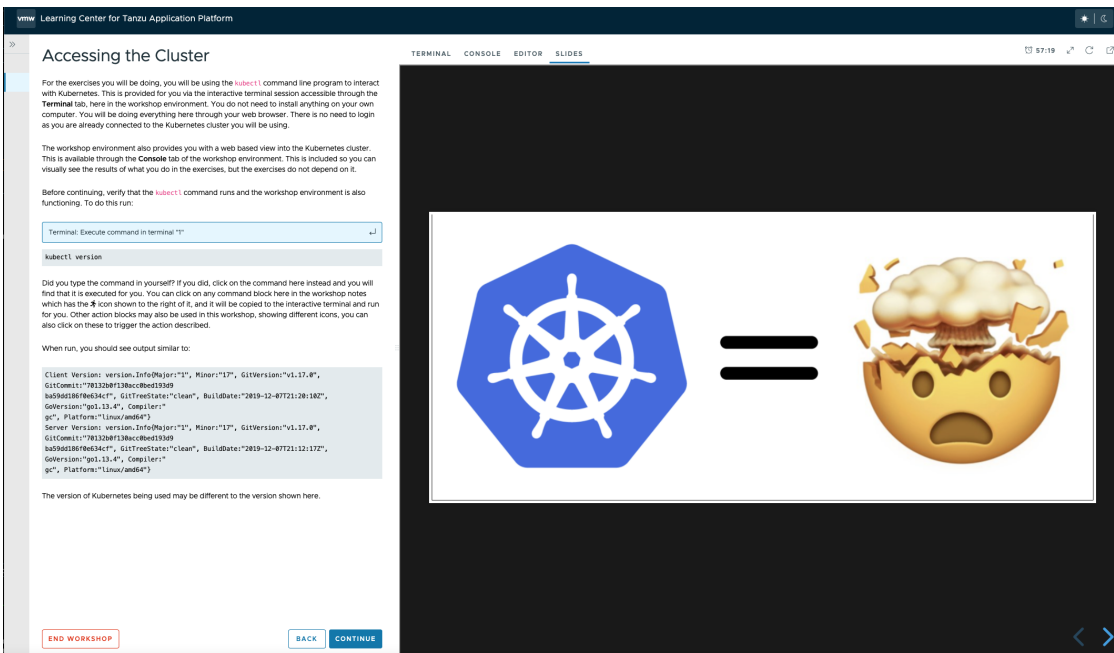 vmw Learning Center for Tanzu Application Platform
Accessing the Cluster
For the exercises you will be doing, you will be using the kubectl command line program to interact
with Kubernetes. This is provided for you via the interactive terminal session accessible through the
Terminal tab, here in the workshop environment. You do not need to install anything on your own
computer. You will be doing everything here through your web browser. There is no need to login
as you are already connected to the Kubernetes cluster you will be using.
The workshop environment also provides you with a web based view into the Kubernetes cluster.
This is available through the Console tab of the workshop environment. This is included so you can
visually see the results of what you do in the exercises, but the exercises do not depend on it.
Before continuing, verify that the kubectl command runs and the workshop environment is also
functioning. To do this run:
Terminal: Execute command in terminal "1"
kubectl version
Did you type the command in yourself? If you did, click on the command here instead and you will
find that it is executed for you. You can click on any command block here in the workshop notes
which has the icon shown to the right of it, and it will be copied to the interactive terminal and run
for you. Other action blocks may also be used in this workshop, showing different icons, you can
also click on these to trigger the action described.
When run, you should see output similar to:
Client Version: version.Info{Major:"1", Minor:"17", GitVersion:"v1.17.0",
GitCommit:"70132b0f130acc0bed193d9
ba59dd186f0e634cf", GitTreeState:"clean", BuildDate:"2019-12-07T21:20:10Z",
GoVersion:"go1.13.4", Compiler:"
gc", Platform:"linux/amd64"}
Server Version: version.Info{Major:"1", Minor:"17", GitVersion:"v1.17.0",
GitCommit:"70132b0f130acc0bed193d9
ba59dd186f0e634cf", GitTreeState:"clean", BuildDate:"2019-12-07T21:12:17Z",
GoVersion:"go1.13.4", Compiler:"
gc", Platform:"linux/amd64"}
The version of Kubernetes being used may be different to the version shown here.
END WORKSHOP BACK CONTINUE
TERMINAL CONSOLE EDITOR SLIDES 57:19